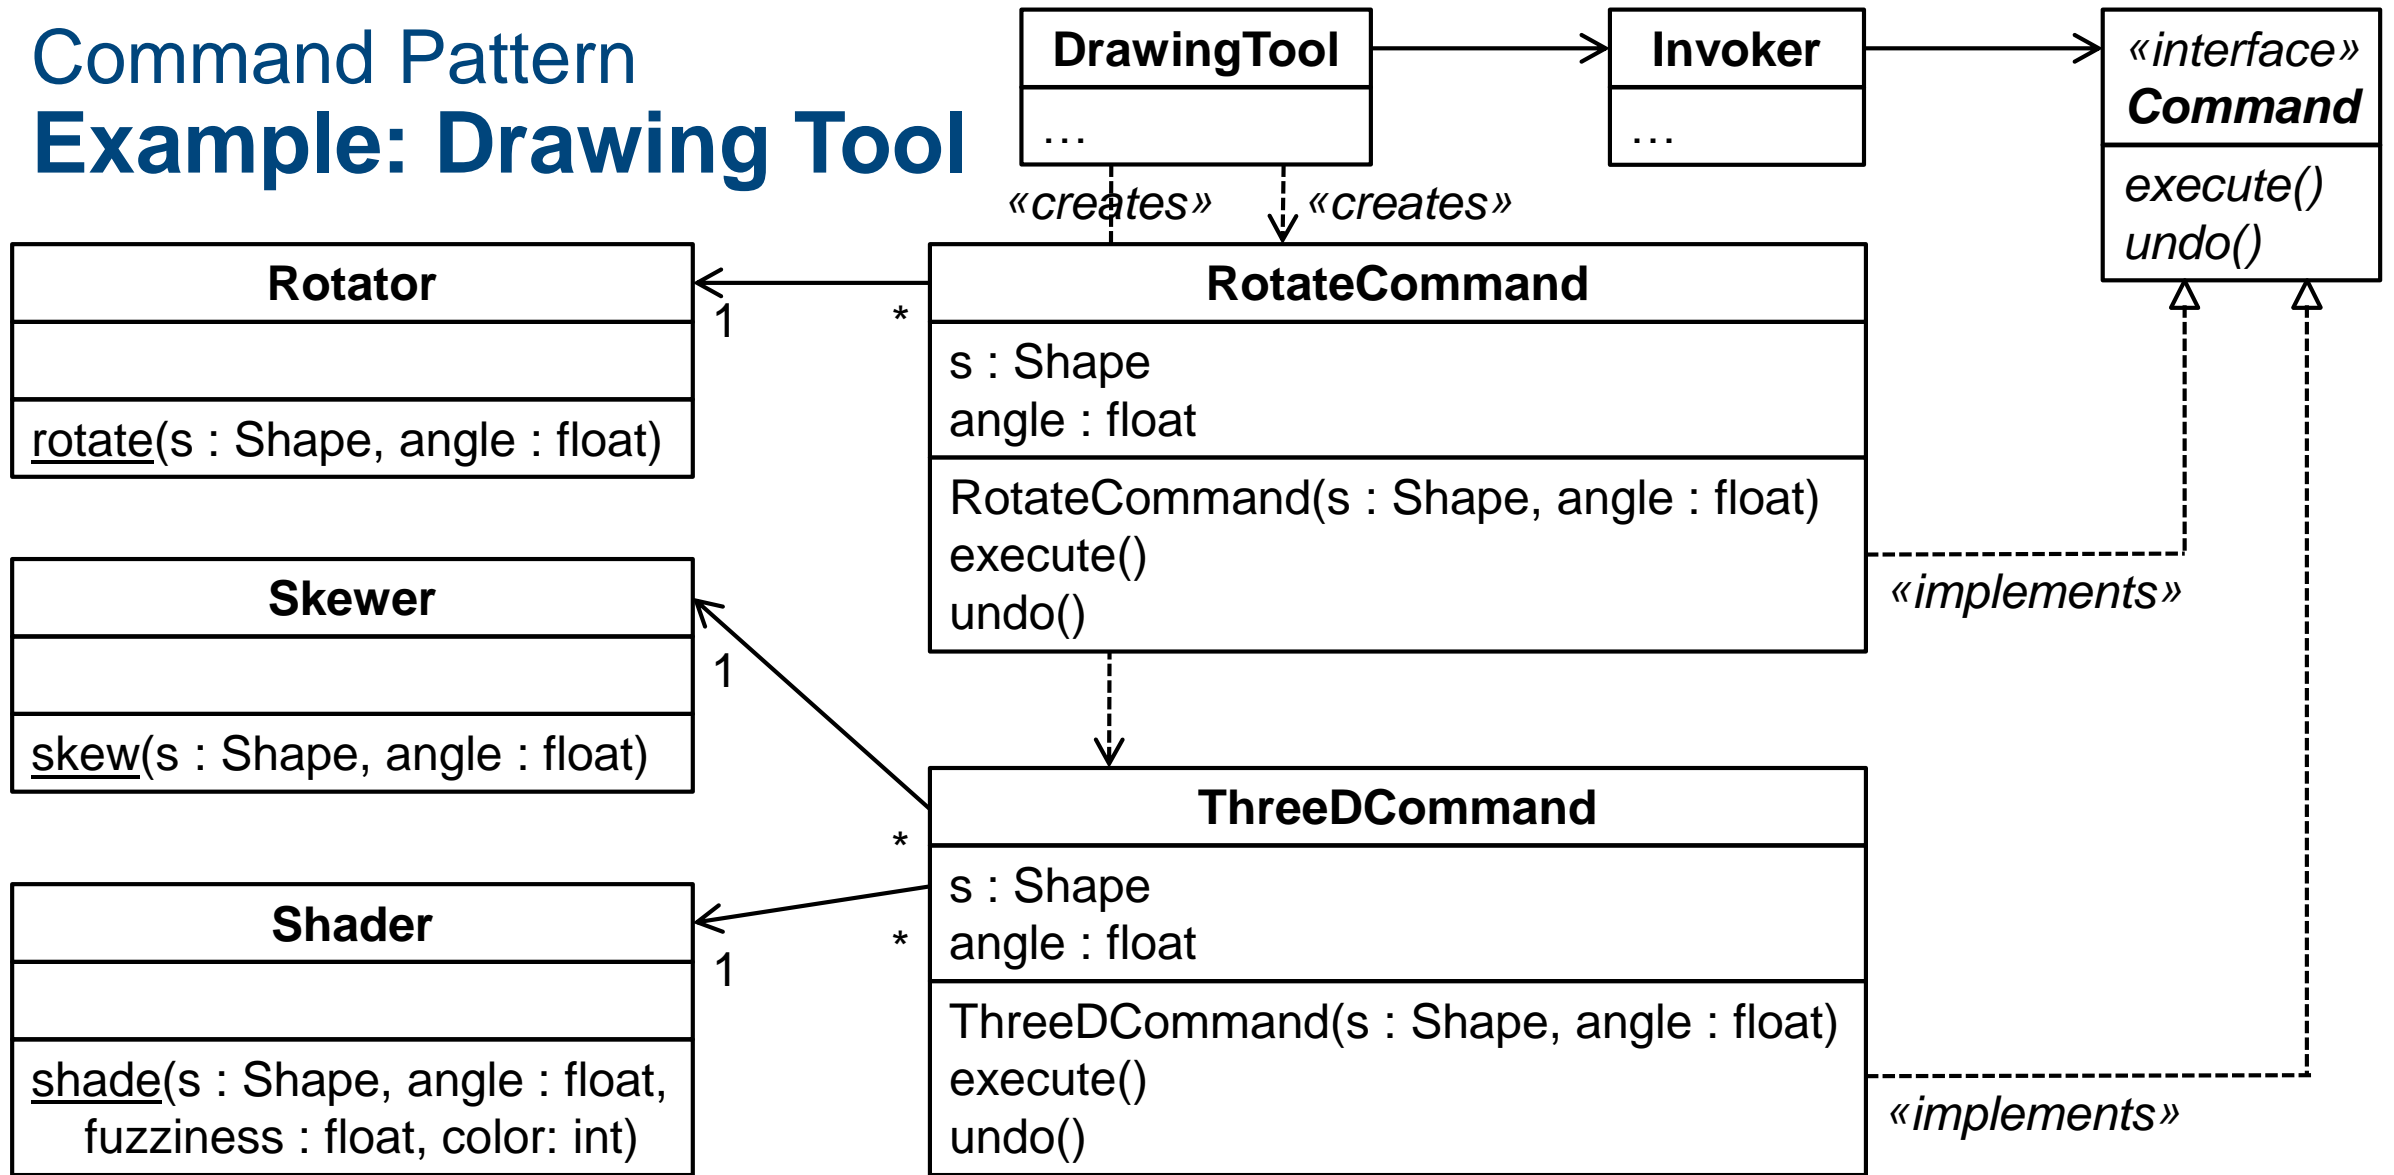 Command Pattern
Example: Drawing Tool
DrawingTool
…
Invoker
…
«interface»
Command
execute()
undo()
«creates»
«creates»
Rotator
rotate(s : Shape, angle : float)
1
*
RotateCommand
s : Shape
angle : float
RotateCommand(s : Shape, angle : float)
execute()
undo()
«implements»
Skewer
skew(s : Shape, angle : float)
1
*
Shader
shade(s : Shape, angle : float,
fuzziness : float, color: int)
1
*
ThreeDCommand
s : Shape
angle : float
ThreeDCommand(s : Shape, angle : float)
execute()
undo()
«implements»